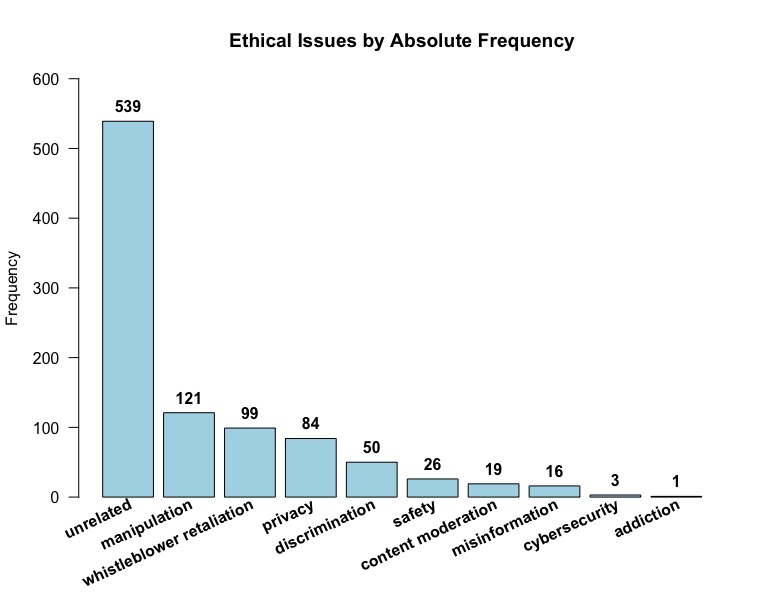 Ethical Issues by Absolute Frequency
600
500
400
300
200
100
0
Frequency
539
121
99
84
50
26
19
16
3
1
unrelated
manipulation
whistleblower retaliation
privacy
discrimination
safety
content moderation
misinformation
cybersecurity
addiction